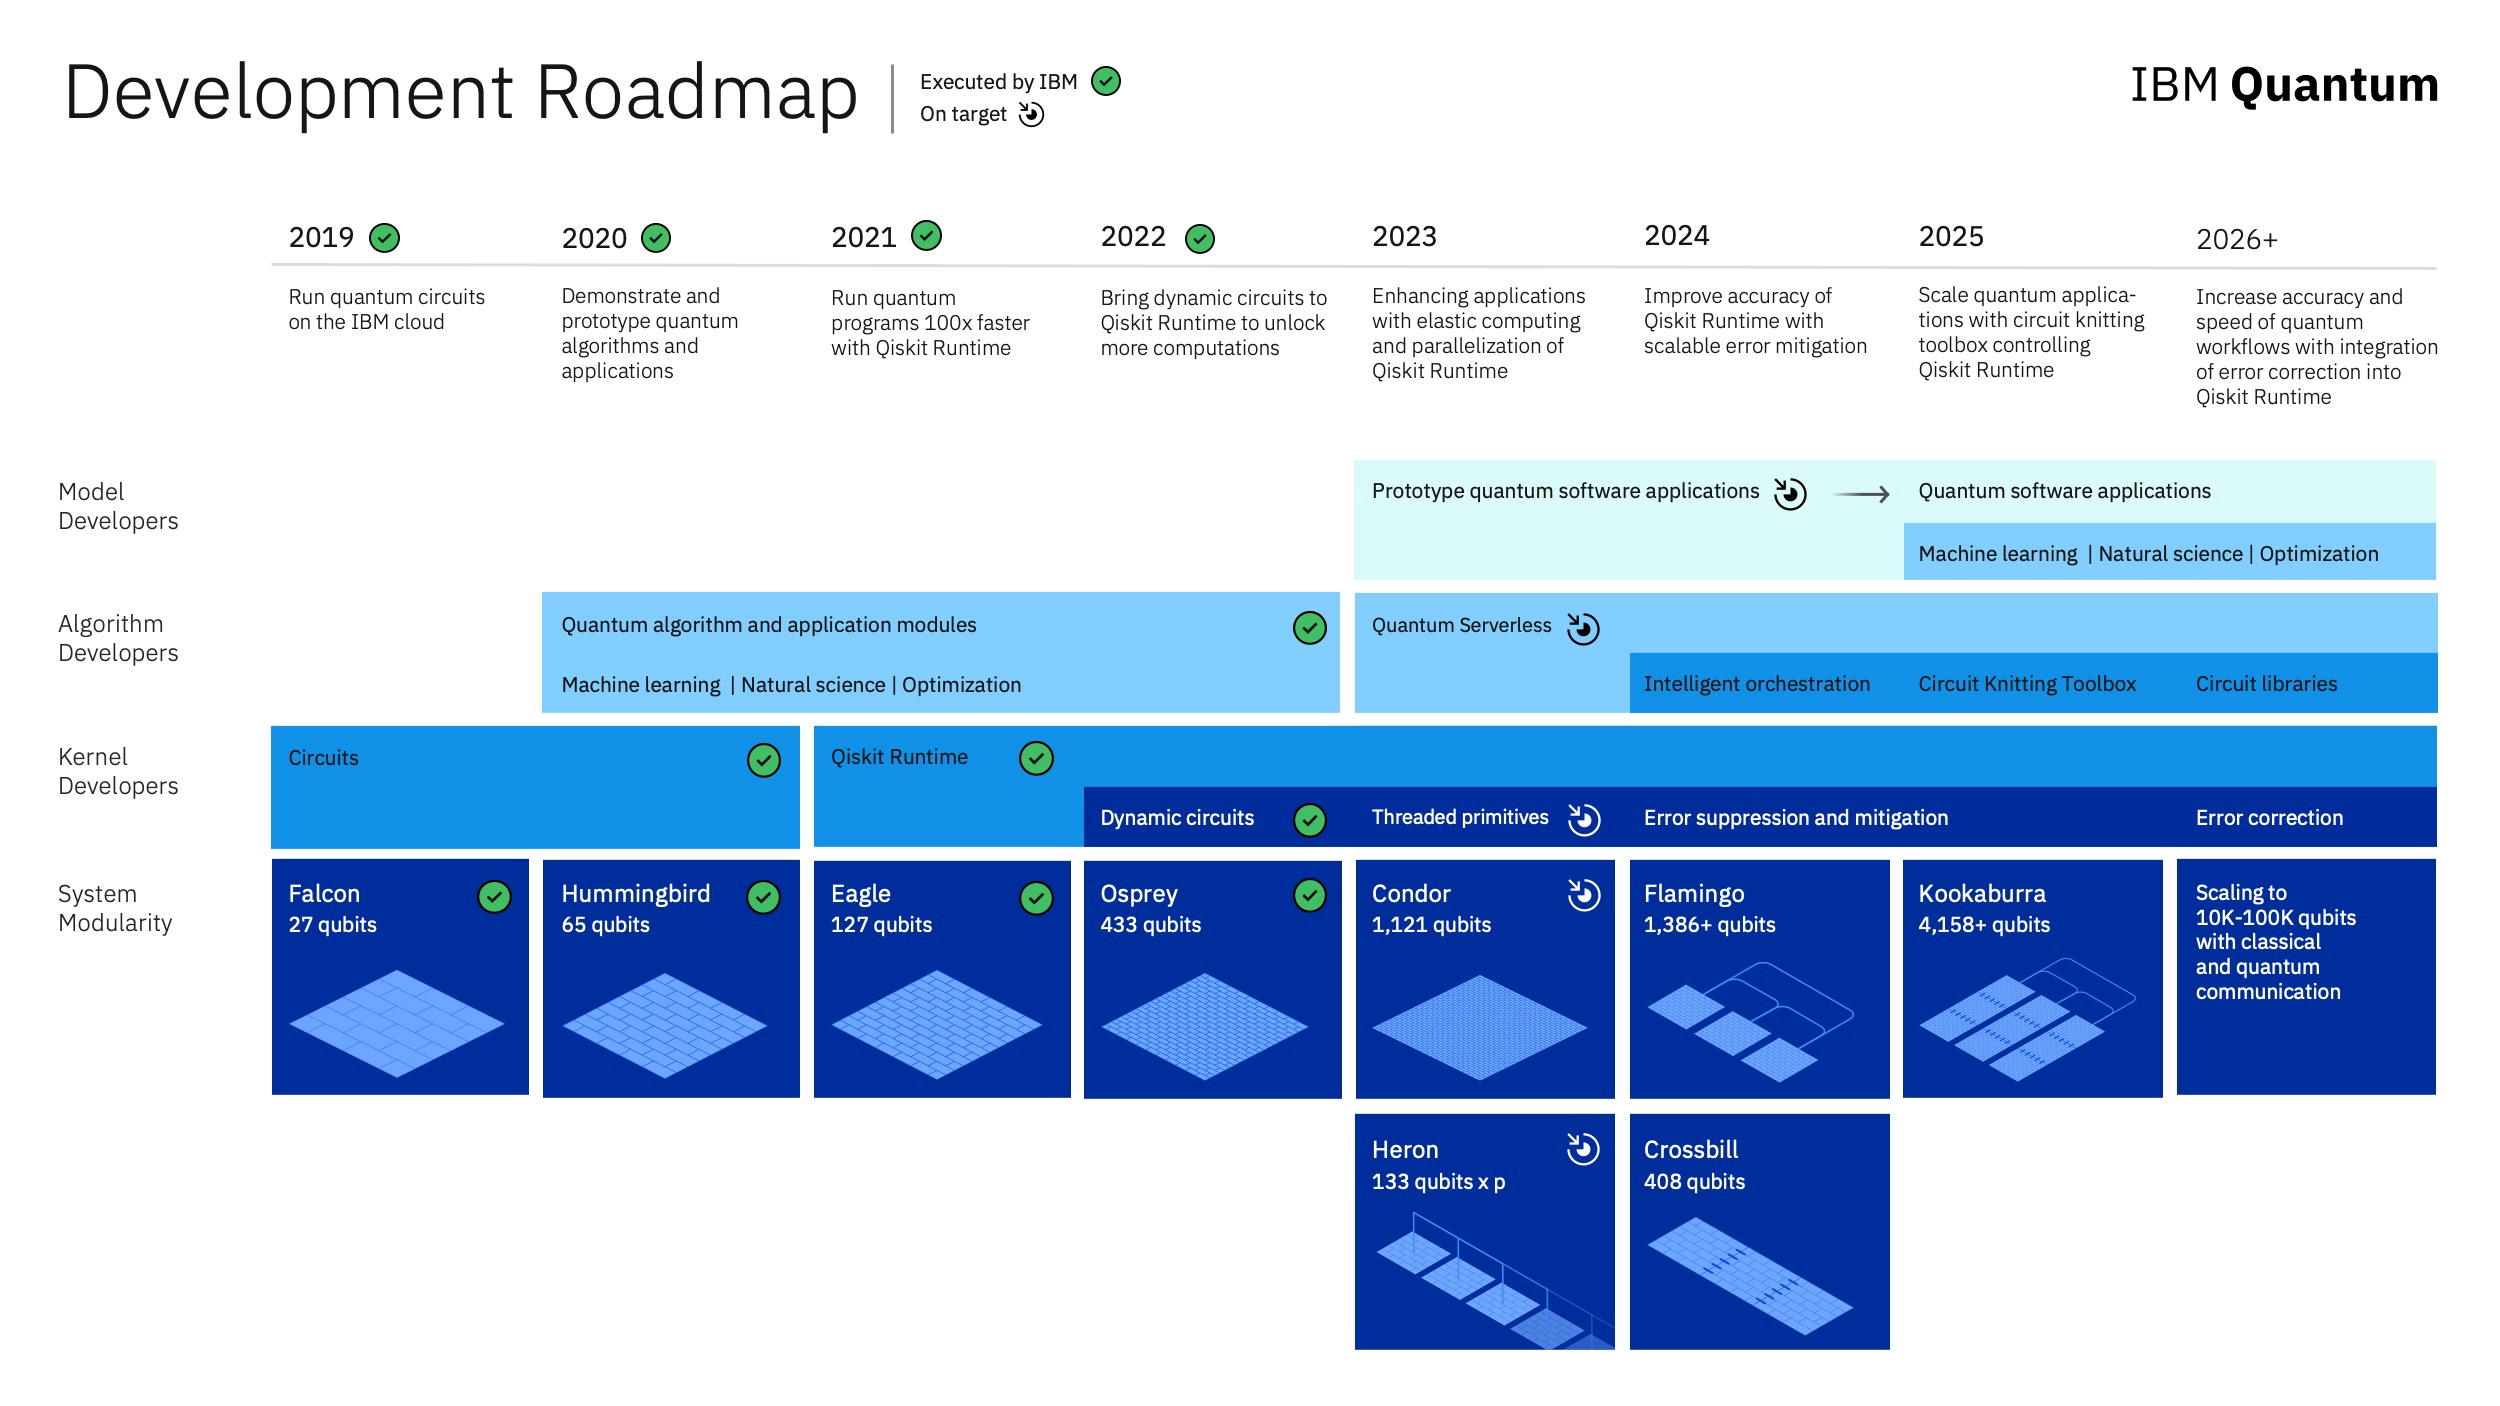 Development Roadmap
Executed by IBM
On target
IBM Quantum
2019
2020
2021
2022
2023
2024
2025
2026+
Run quantum circuits
on the IBM cloud
Demonstrate and
prototype quantum
algorithms and
applications
Run quantum
programs 100x faster
with Qiskit Runtime
Bring dynamic circuits to
Qiskit Runtime to unlock
more computations
Enhancing applications
with elastic computing
and parallelization of
Qiskit Runtime
Improve accuracy of
Qiskit Runtime with
scalable error mitigation
Scale quantum applica-
tions with circuit knitting
toolbox controlling
Qiskit Runtime
Increase accuracy and
speed of quantum
workflows with integration
of error correction into
Qiskit Runtime
Model
Developers
Prototype quantum software applications
Quantum software applications
Machine learning | Natural science | Optimization
Algorithm
Developers
Quantum algorithm and application modules
Machine learning | Natural science | Optimization
Quantum Serverless
Intelligent orchestration
Circuit Knitting Toolbox
Circuit libraries
Kernel
Developers
Circuits
Qiskit Runtime
Dynamic circuits
Threaded primitives
Error suppression and mitigation
Error correction
System
Modularity
Falcon
27 qubits
Hummingbird
65 qubits
Eagle
127 qubits
Osprey
433 qubits
Condor
1,121 qubits
Flamingo
1,386+ qubits
Kookaburra
4,158+ qubits
Scaling to
10K-100K qubits
with classical
and quantum
communication
Heron
133 qubits x p
Crossbill
408 qubits